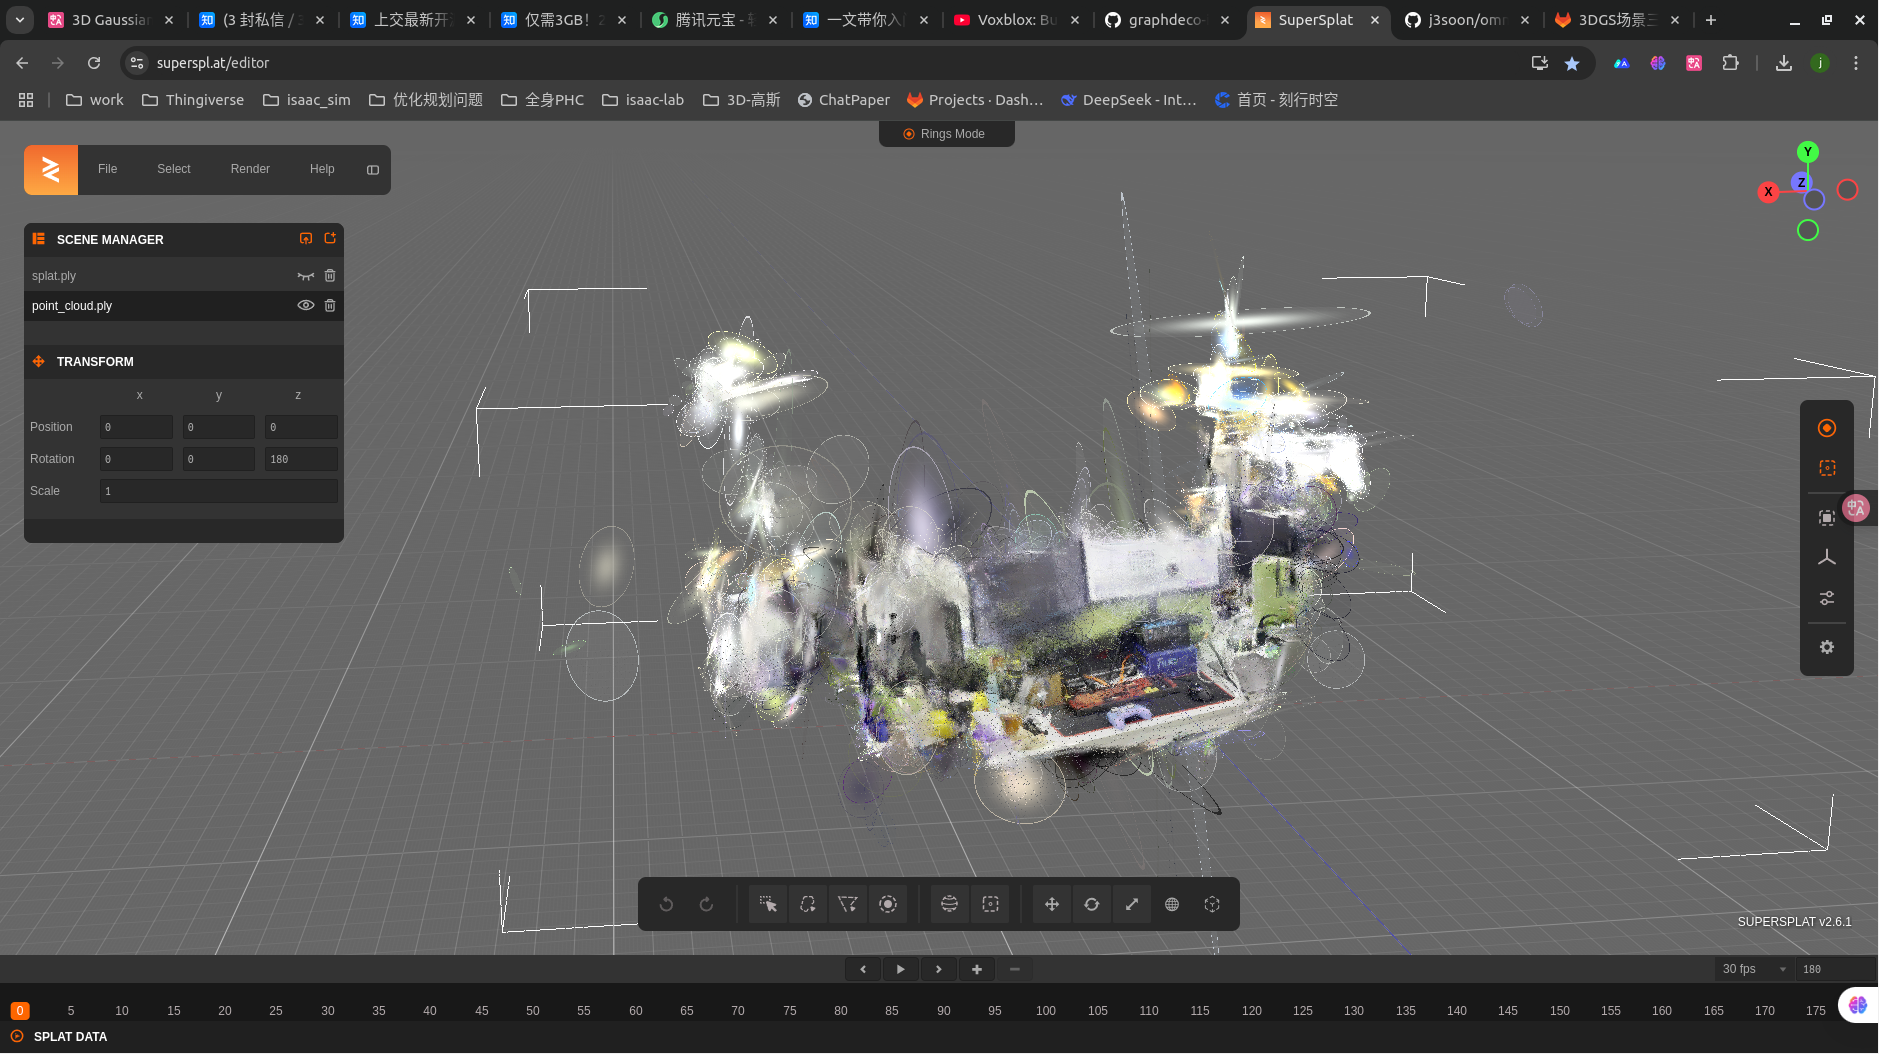 3D Gaussian
(3 封私信 / 3
上交最新开
仅需3GB！2
腾讯元宝 - 轻
一文带你入门
Voxblox: Bu
graphdeco-
SuperSplat
j3soon/omn
3DGS场景三
superspl.at/editor
work
Thingiverse
isaac_sim
优化规划问题
全身PHC
isaac-lab
3D-高斯
ChatPaper
Projects · Dash…
DeepSeek - Int…
首页 - 刻行时空
Rings Mode
File
Select
Render
Help
Y
X
Z
SCENE MANAGER
splat.ply
point_cloud.ply
TRANSFORM
x y z
Position 0 0 0
Rotation 0 0 180
Scale 1
SUPERSPLAT v2.6.1
30 fps
180
0 5 10 15 20 25 30 35 40 45 50 55 60 65 70 75 80 85 90 95 100 105 110 115 120 125 130 135 140 145 150 155 160 165 170 175
SPLAT DATA